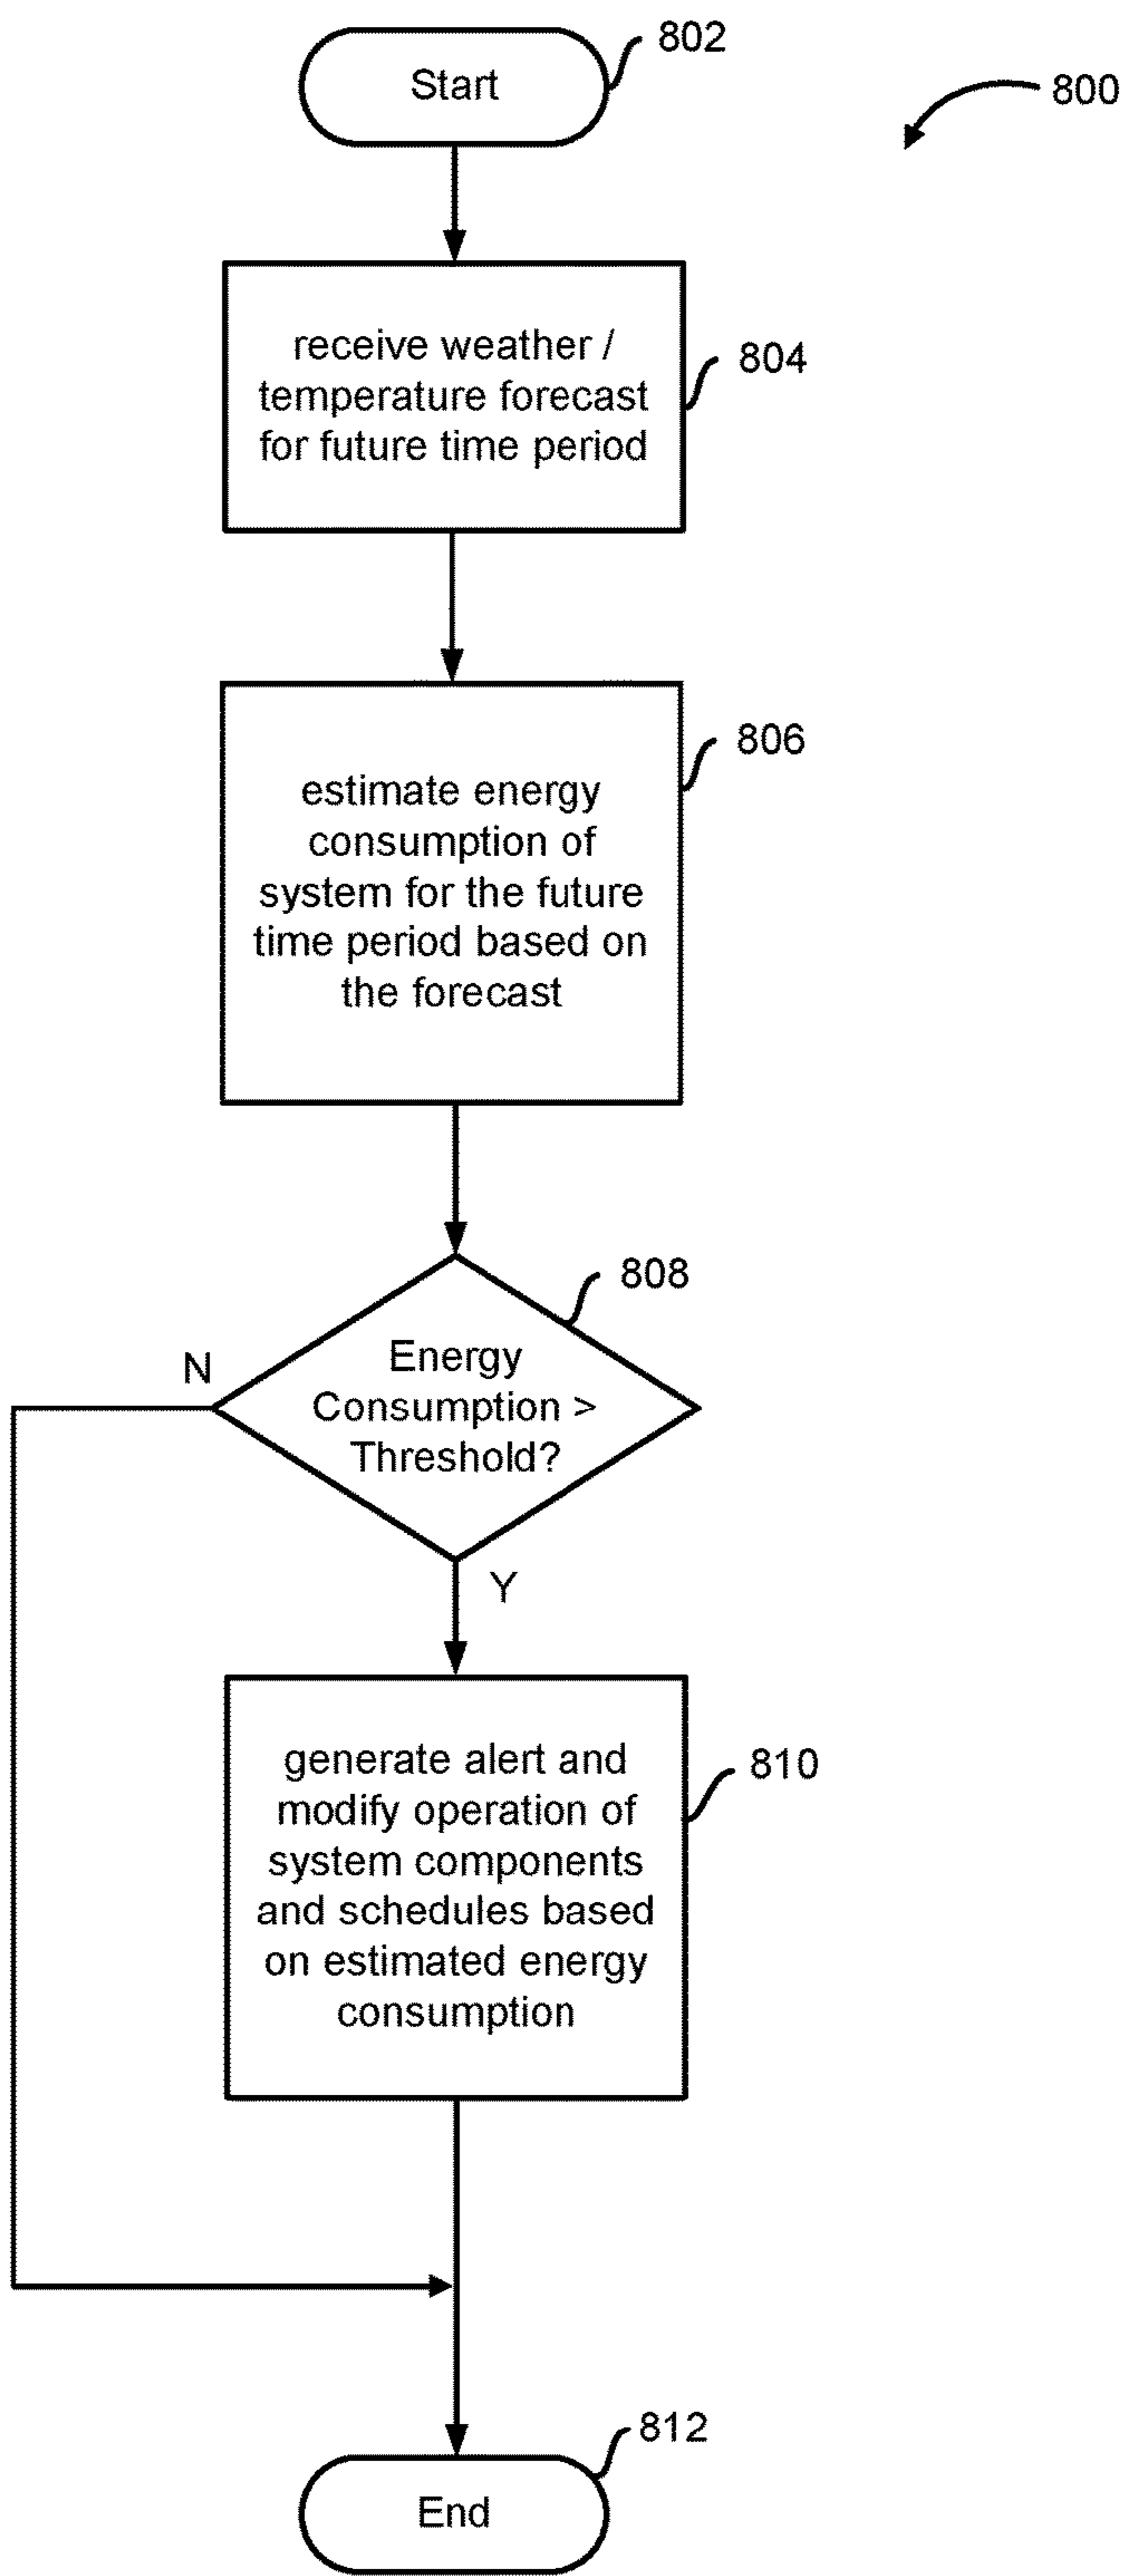 802
Start
800
receive weather /
temperature forecast
for future time period
804
806
estimate energy
consumption of
system for the future
time period based on
the forecast
808
N
Energy
Consumption >
Threshold?
Y
generate alert and
modify operation of
system components
and schedules based
on estimated energy
consumption
810
812
End